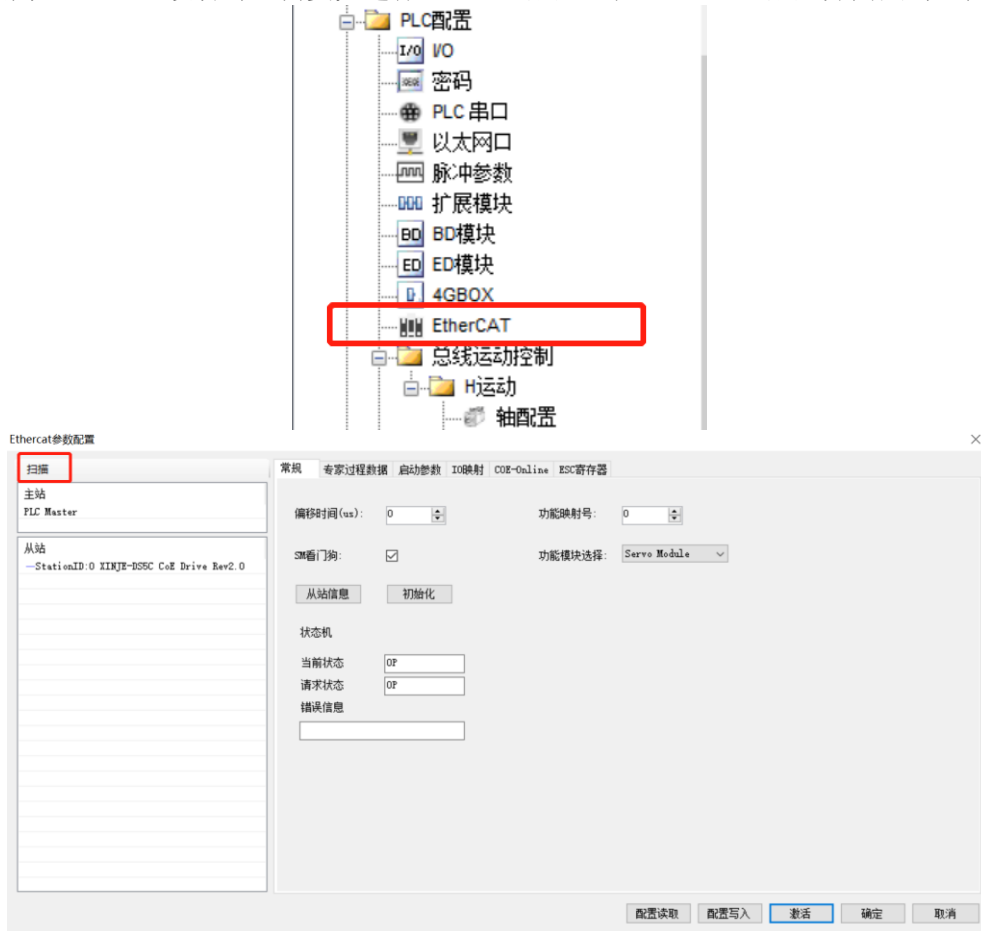 PLC配置
I/O I/O
密码
PLC 串口
以太网口
脉冲参数
扩展模块
BD BD模块
ED ED模块
4GBOX
EtherCAT
总线运动控制
H运动
轴配置
Ethercat参数配置
扫描
常规 专家过程数据 启动参数 IO映射 COE-Online ESC寄存器
主站
PLC Master
偏移时间(us): 0 功能映射号: 0
从站
StationID:0 XINJE-DS5C CoE Drive Rev2.0
SM看门狗: 功能模块选择: Servo Module
从站信息 初始化
状态机
当前状态 OP
请求状态 OP
错误信息
配置读取 配置写入 激活 确定 取消